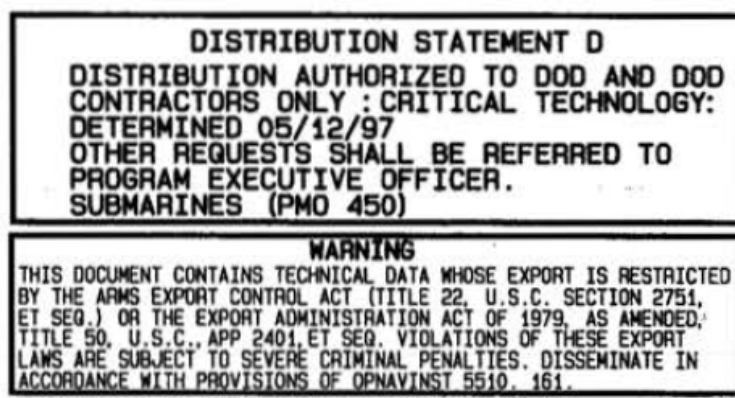 DISTRIBUTION STATEMENT D
DISTRIBUTION AUTHORIZED TO DOD AND DOD
CONTRACTORS ONLY : CRITICAL TECHNOLOGY:
DETERMINED 05/12/97
OTHER REQUESTS SHALL BE REFERRED TO
PROGRAM EXECUTIVE OFFICER.
SUBMARINES (PMO 450)
WARNING
THIS DOCUMENT CONTAINS TECHNICAL DATA WHOSE EXPORT IS RESTRICTED
BY THE ARMS EXPORT CONTROL ACT (TITLE 22, U.S.C. SECTION 2751,
ET SEQ.) OR THE EXPORT ADMINISTRATION ACT OF 1979, AS AMENDED,
TITLE 50, U.S.C., APP 2401, ET SEQ. VIOLATIONS OF THESE EXPORT
LAWS ARE SUBJECT TO SEVERE CRIMINAL PENALTIES. DISSEMINATE IN
ACCORDANCE WITH PROVISIONS OF OPNAVINST 5510. 161.